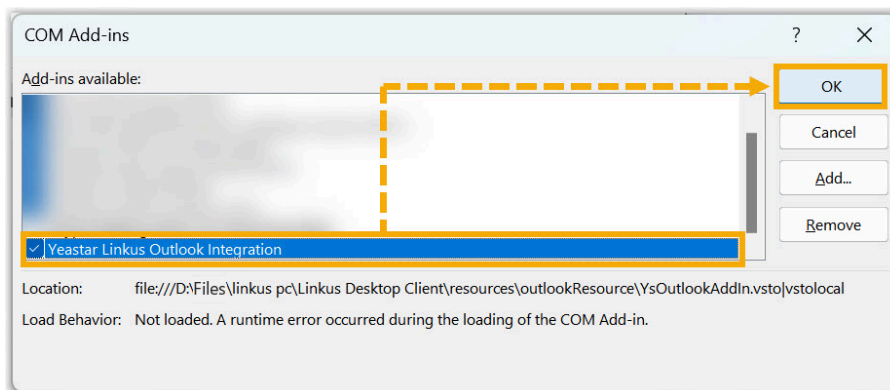 COM Add-ins
?
Add-ins available:
OK
Cancel
Add...
Remove
Yeastar Linkus Outlook Integration
Location: file:///D:\Files\linkus pc\Linkus Desktop Client\resources\outlookResource\YsOutlookAddIn.vsto|vstolocal
Load Behavior: Not loaded. A runtime error occurred during the loading of the COM Add-in.